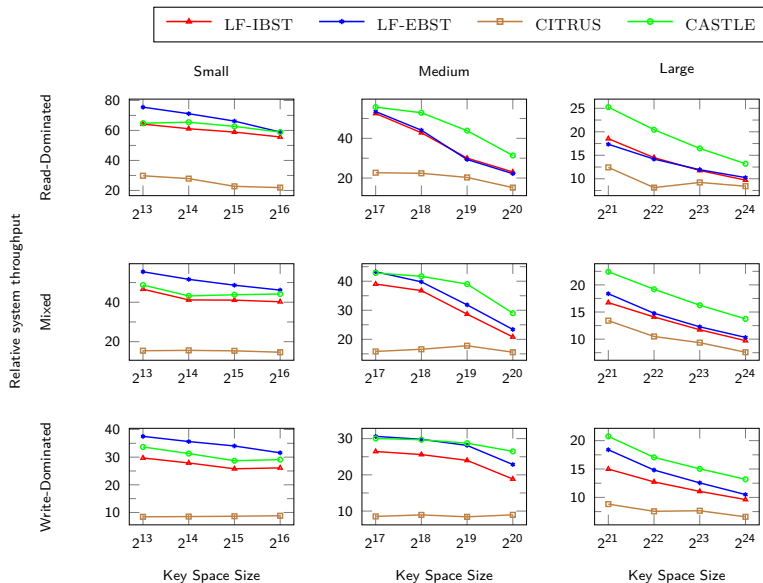 LF-IBST LF-EBST CITRUS CASTLE
Small Medium Large
Relative system throughput
Read-Dominated
80
60
40
20
2^13 2^14 2^15 2^16
40
20
2^17 2^18 2^19 2^20
25
20
15
10
2^21 2^22 2^23 2^24
Mixed
40
20
2^13 2^14 2^15 2^16
40
30
20
2^17 2^18 2^19 2^20
20
15
10
2^21 2^22 2^23 2^24
Write-Dominated
40
30
20
10
2^13 2^14 2^15 2^16
30
20
10
2^17 2^18 2^19 2^20
20
15
10
2^21 2^22 2^23 2^24
Key Space Size Key Space Size Key Space Size